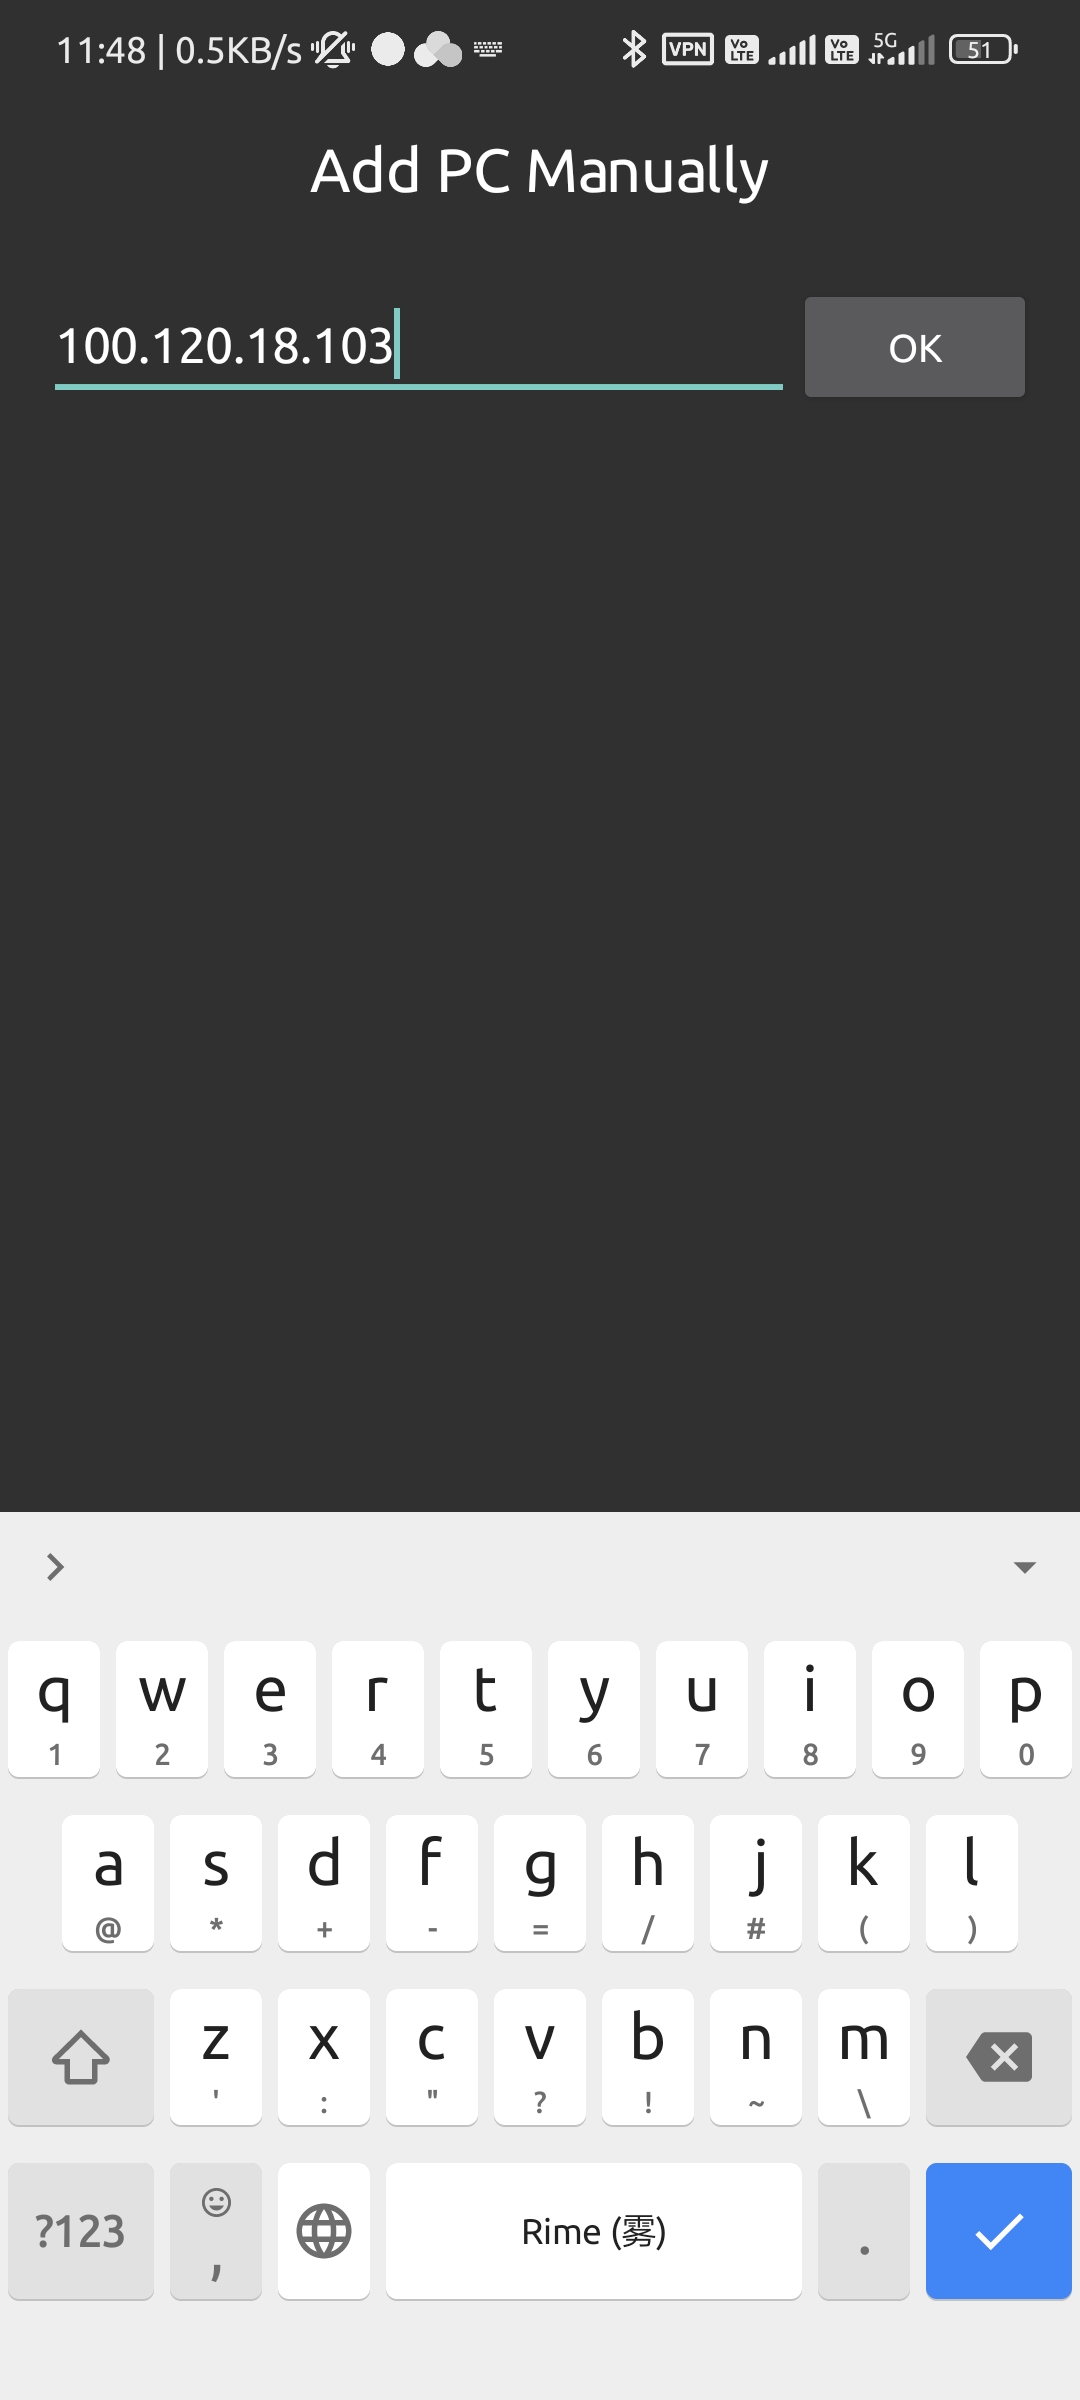 11:48 | 0.5KB/s VPN Vo LTE Vo LTE 5G 51
Add PC Manually
100.120.18.103 OK
q w e r t y u i o p
1 2 3 4 5 6 7 8 9 0
a s d f g h j k l
@ * + - = / # ( )
z x c v b n m
' : " ? ! ~ \
?123 , Rime (雾) .